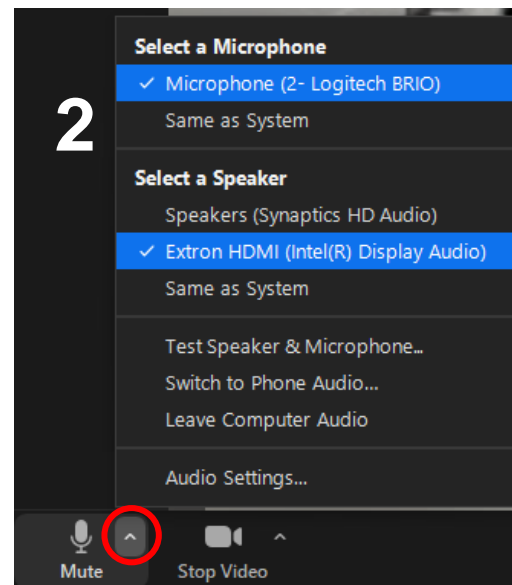 2
Select a Microphone
✓ Microphone (2- Logitech BRIO)
Same as System
Select a Speaker
Speakers (Synaptics HD Audio)
✓ Extron HDMI (Intel(R) Display Audio)
Same as System
Test Speaker & Microphone...
Switch to Phone Audio...
Leave Computer Audio
Audio Settings...
Mute
Stop Video